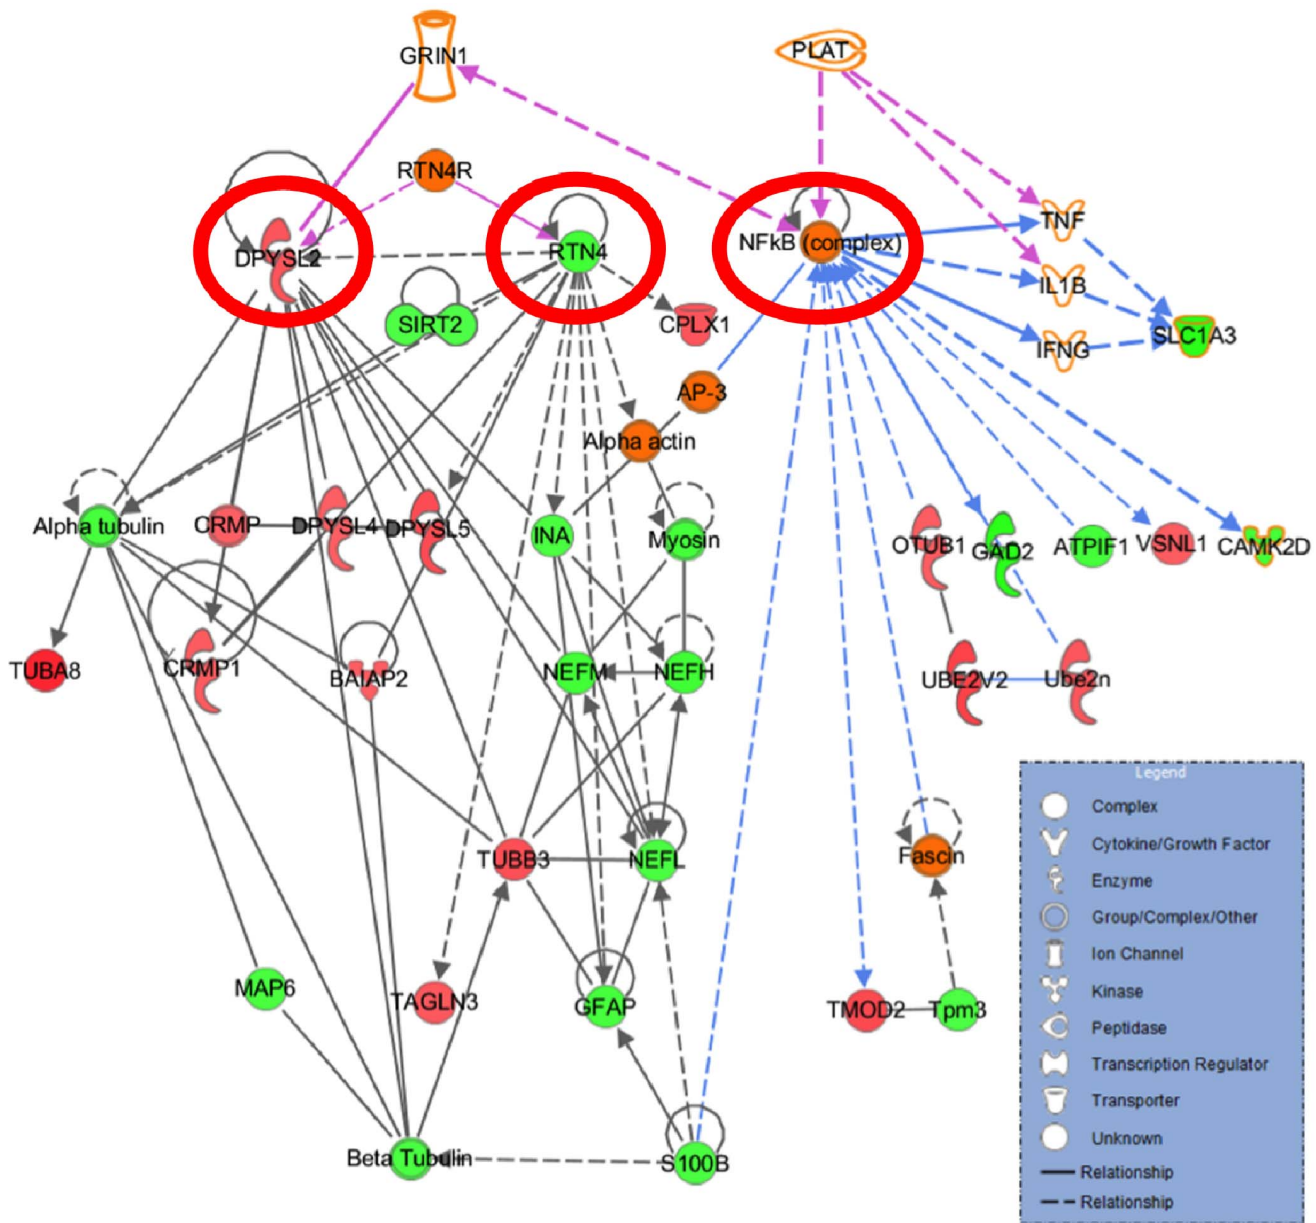 GRIN1
PLAT
RTN4R
TNF
DPYSL2
RTN4
NFkB (complex)
IL1B
SIRT2
CPLX1
IFNG
SLC1A3
AP-3
Alpha actin
Alpha tubulin
CRMP
DPYSL4
DPYSL5
INA
Myosin
OTUB1
GAD2
ATPIF1
VSNL1
CAMK2D
TUBA8
CRMP1
BAIAP2
NEFM
NEFH
UBE2V2
Ube2n
TUBB3
NEFL
Fascin
MAP6
TAGLN3
GFAP
TMOD2
Tpm3
Beta Tubulin
S100B
Legend
Complex
Cytokine/Growth Factor
Enzyme
Group/Complex/Other
Ion Channel
Kinase
Peptidase
Transcription Regulator
Transporter
Unknown
Relationship
Relationship